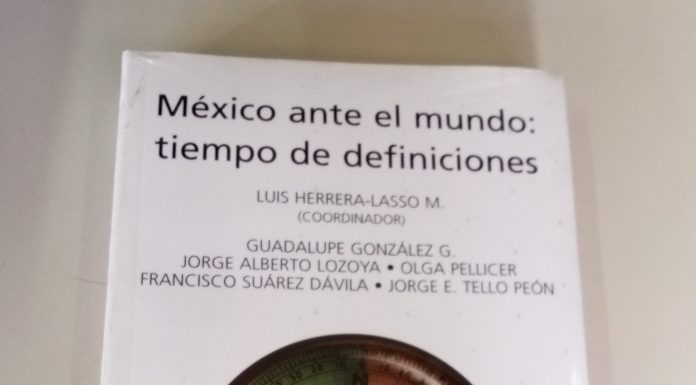 México ante el mundo:
tiempo de definiciones
LUIS HERRERA-LASSO M.
(COORDINADOR)
GUADALUPE GONZÁLEZ G.
JORGE ALBERTO LOZOYA • OLGA PELLICER
FRANCISCO SUÁREZ DÁVILA • JORGE E. TELLO PEÓN